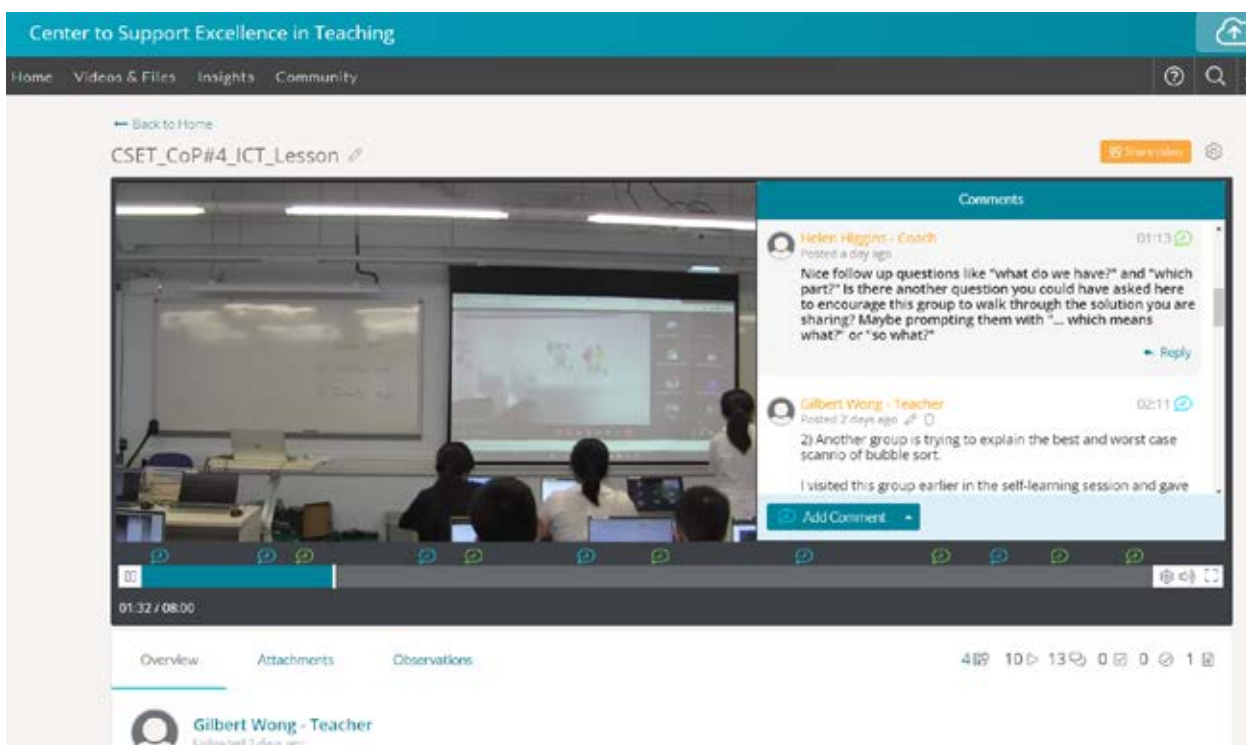 Center to Support Excellence in Teaching
Home Videos & Files Insights Community
Back to Home
CSET_CoP#4_ICT_Lesson
Share video
Comments
Helen Higgins - Coach 01:13
Posted a day ago
Nice follow up questions like "what do we have?" and "which
part?" Is there another question you could have asked here
to encourage this group to walk through the solution you are
sharing? Maybe prompting them with "... which means
what?" or "so what?"
Reply
Gilbert Wong - Teacher 02:11
Posted 2 days ago
2) Another group is trying to explain the best and worst case
scanrio of bubble sort.
I visited this group earlier in the self-learning session and gave
Add Comment
01:32 / 08:00
Overview Attachments Observations 4 10 13 0 0 1
Gilbert Wong - Teacher
Uploaded 2 days ago